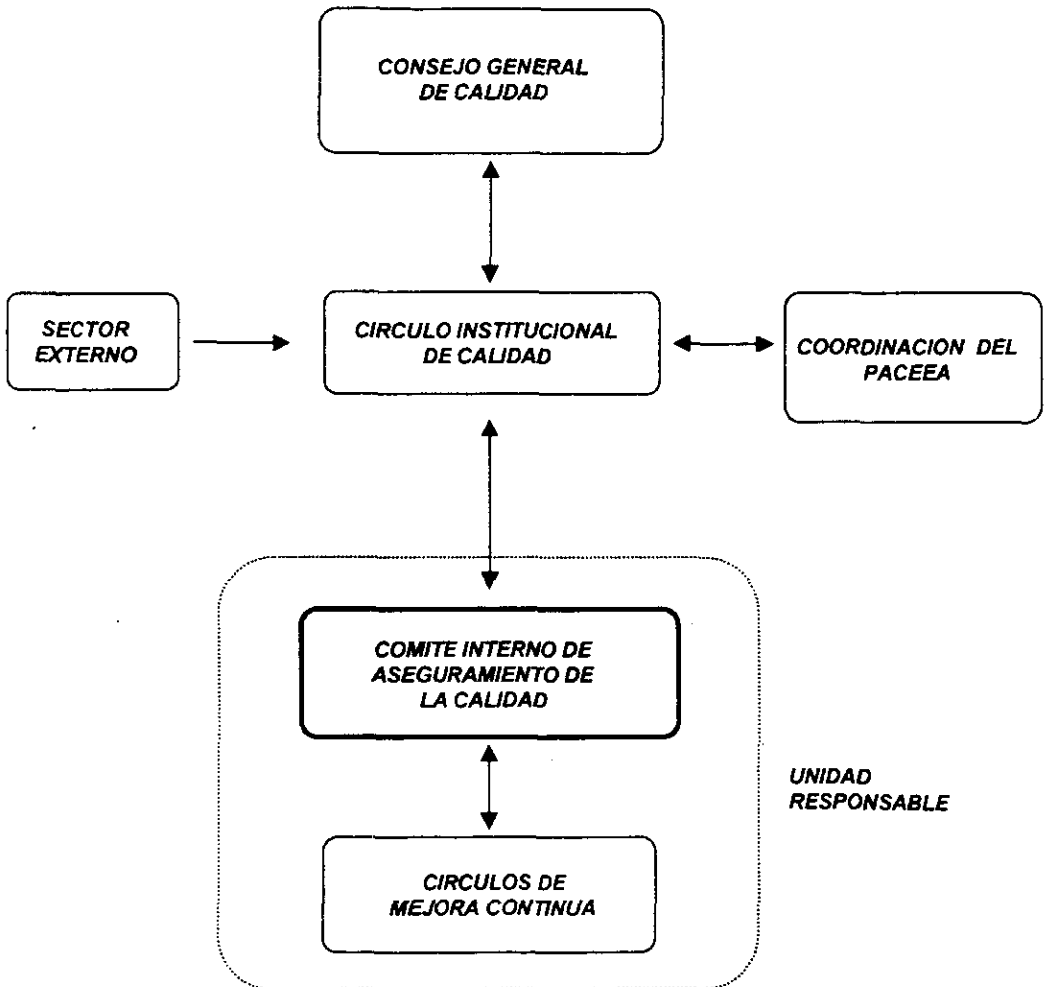 CONSEJO GENERAL
DE CALIDAD
SECTOR
EXTERNO
CIRCULO INSTITUCIONAL
DE CALIDAD
COORDINACION DEL
PACEEA
COMITE INTERNO DE
ASEGURAMIENTO DE
LA CALIDAD
UNIDAD
RESPONSABLE
CIRCULOS DE
MEJORA CONTINUA